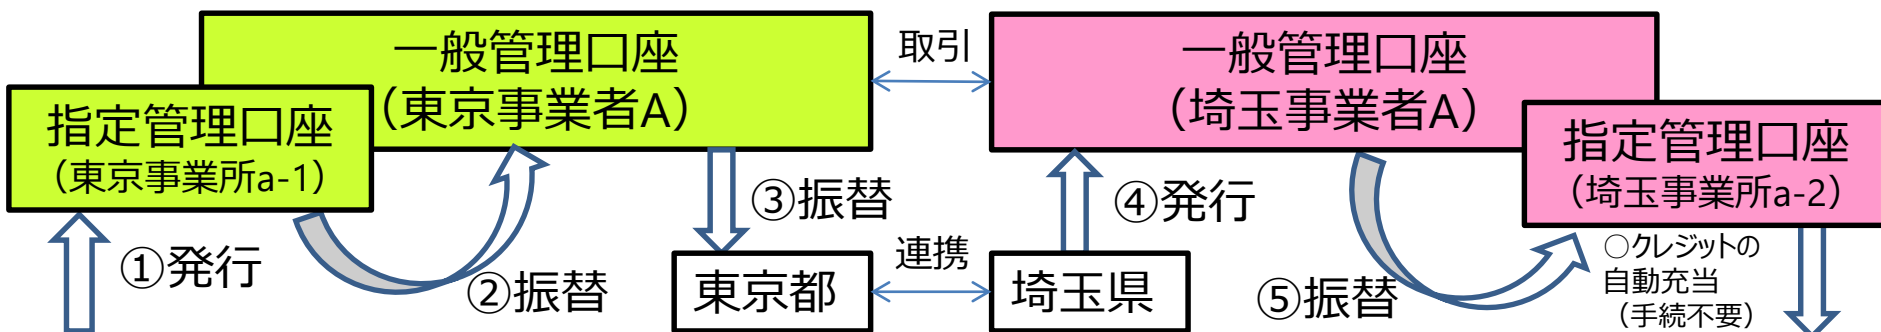 一般管理口座
（東京事業者A）
指定管理口座
（東京事業所a-1）
取引
一般管理口座
（埼玉事業者A）
指定管理口座
（埼玉事業所a-2）
①発行
②振替
③振替
東京都
連携
埼玉県
④発行
⑤振替
○クレジットの
自動充当
（手続不要）